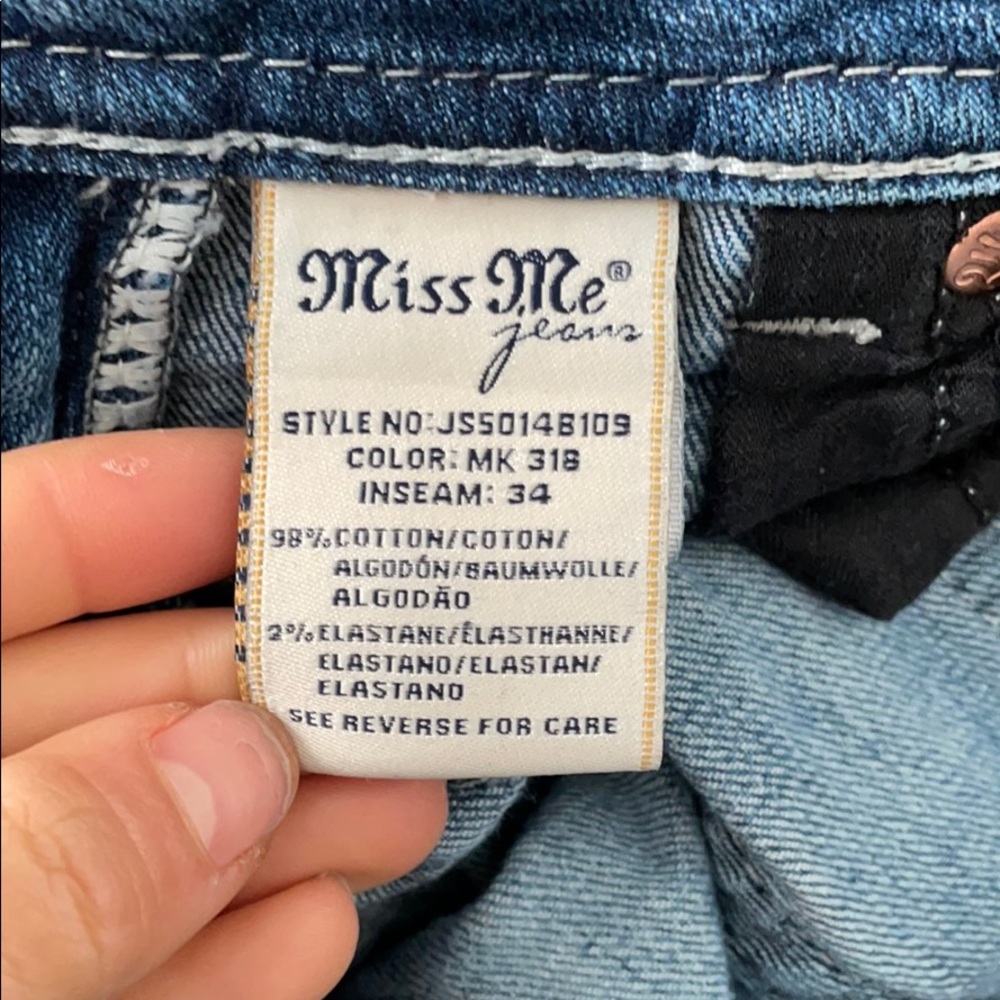 Miss Me®
jeans
STYLE NO:JS5014B109
COLOR: MK 318
INSEAM: 34
98% COTTON/COTON/
ALGODÓN/BAUMWOLLE/
ALGODÃO
2% ELASTANE/ÉLASTHANNE/
ELASTANO/ELASTAN/
ELASTANO
SEE REVERSE FOR CARE